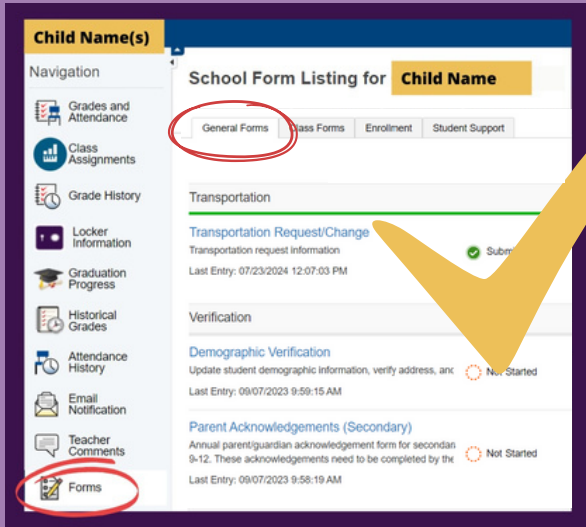 Child Name(s)
Navigation
Grades and
Attendance
Class
Assignments
Grade History
Locker
Information
Graduation
Progress
Historical
Grades
Attendance
History
Email
Notification
Teacher
Comments
Forms
School Form Listing for Child Name
General Forms Class Forms Enrollment Student Support
Transportation
Transportation Request/Change
Transportation request information
Last Entry: 07/23/2024 12:07:03 PM
Verification
Demographic Verification
Update student demographic information, verify address, and Not Started
Last Entry: 09/07/2023 9:59:15 AM
Parent Acknowledgements (Secondary)
Annual parent/guardian acknowledgement form for secondar
9-12. These acknowledgements need to be completed by the Not Started
Last Entry: 09/07/2023 9:58:19 AM